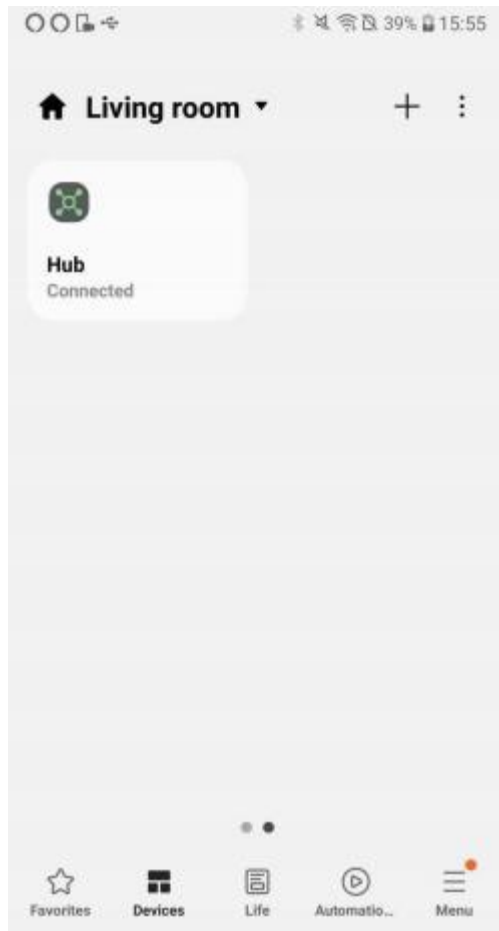 39% 15:55
Living room
Hub
Connected
Favorites Devices Life Automatio... Menu